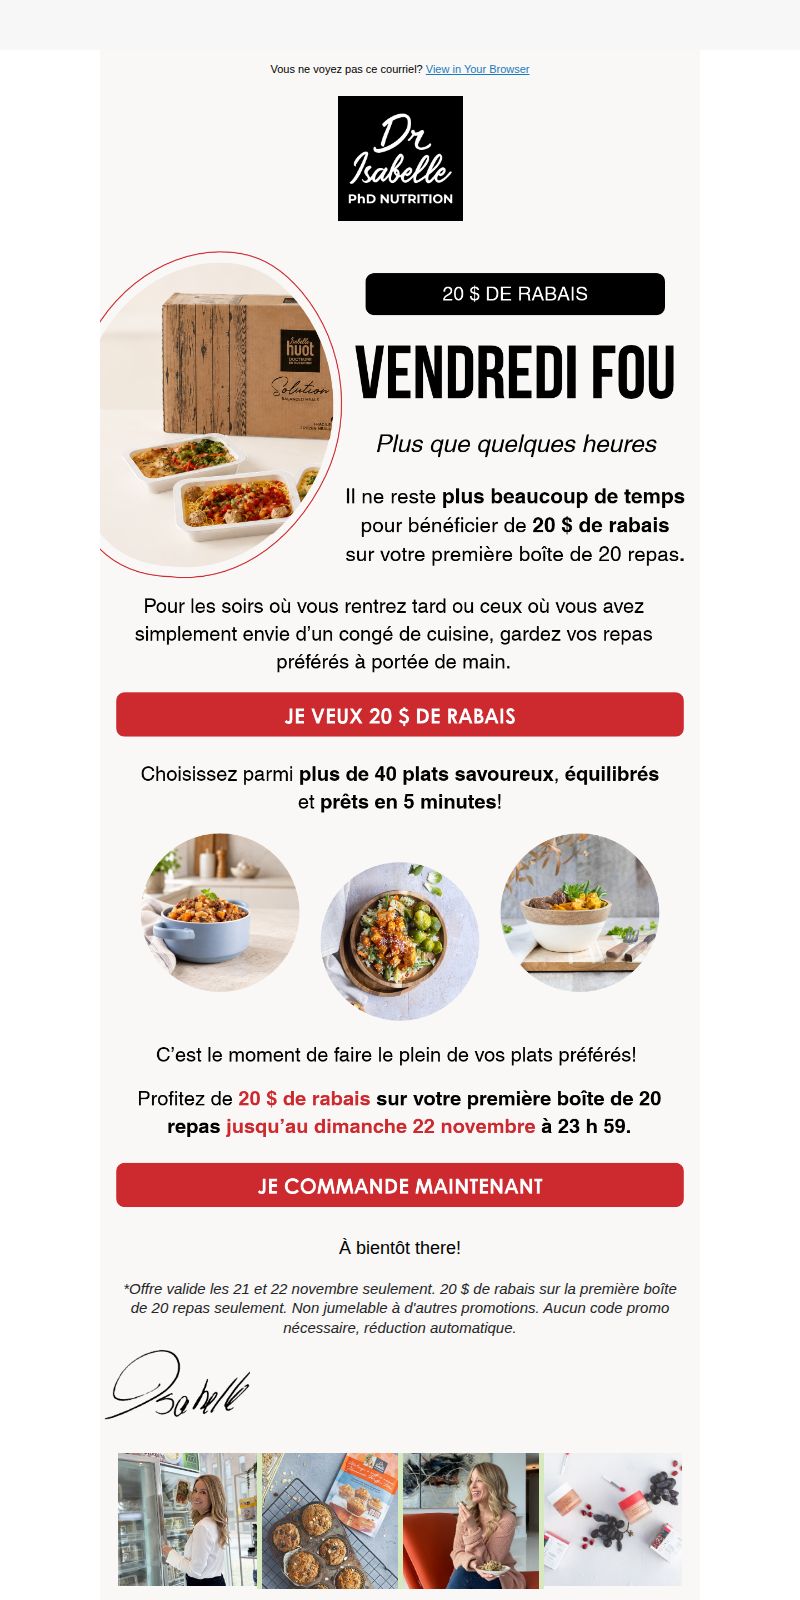 Vous ne voyez pas ce courriel? View in Your Browser
Dr
Isabelle
PhD NUTRITION
20 $ DE RABAIS
isabelle
huot
DOCTEURE
Solution
BALANCED MEALS
VENDREDI FOU
Plus que quelques heures
Il ne reste plus beaucoup de temps
pour bénéficier de 20 $ de rabais
sur votre première boîte de 20 repas.
Pour les soirs où vous rentrez tard ou ceux où vous avez
simplement envie d’un congé de cuisine, gardez vos repas
préférés à portée de main.
JE VEUX 20 $ DE RABAIS
Choisissez parmi plus de 40 plats savoureux, équilibrés
et prêts en 5 minutes!
C’est le moment de faire le plein de vos plats préférés!
Profitez de 20 $ de rabais sur votre première boîte de 20
repas jusqu’au dimanche 22 novembre à 23 h 59.
JE COMMANDE MAINTENANT
À bientôt there!
*Offre valide les 21 et 22 novembre seulement. 20 $ de rabais sur la première boîte
de 20 repas seulement. Non jumelable à d'autres promotions. Aucun code promo
nécessaire, réduction automatique.
Isabelle